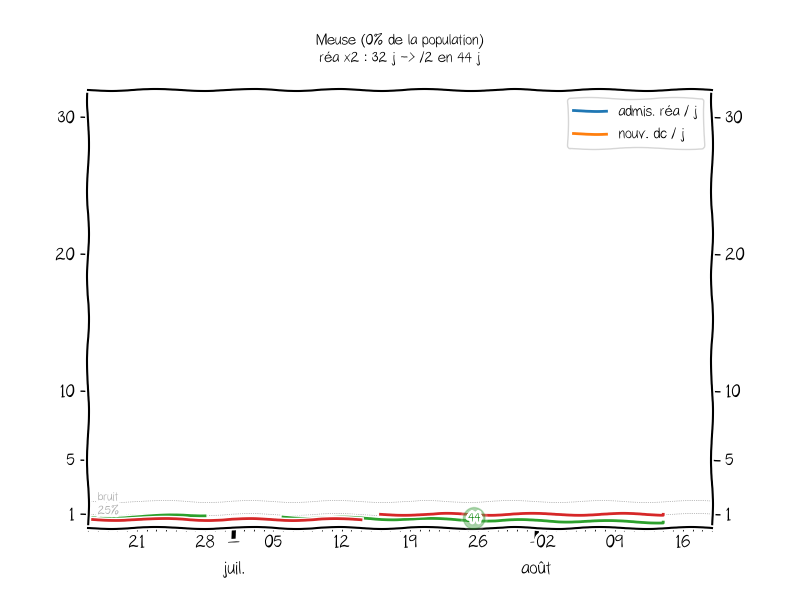 Meuse (0% de la population)
réa x2 : 32 j -> /2 en 44 j
admis. réa / j
nouv. dc / j
30
30
20
20
10
10
5
5
bruit
25%
1
44
1
21 28 05 12 19 26 02 09 16
juil. août